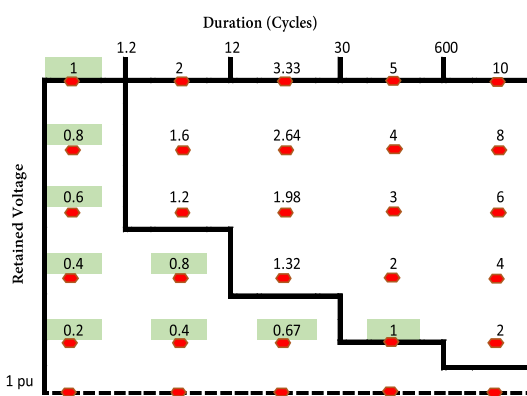 Duration (Cycles)
1.2 12 30 600
1 2 3.33 5 10
0.8 1.6 2.64 4 8
0.6 1.2 1.98 3 6
0.4 0.8 1.32 2 4
0.2 0.4 0.67 1 2
Retained Voltage
1 pu